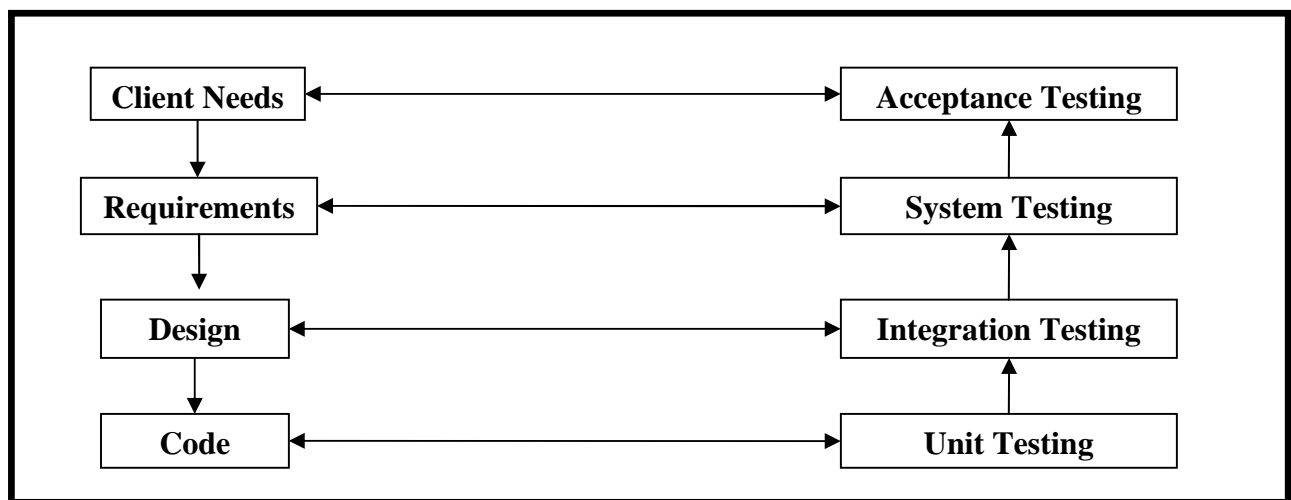 Client Needs
Acceptance Testing
Requirements
System Testing
Design
Integration Testing
Code
Unit Testing